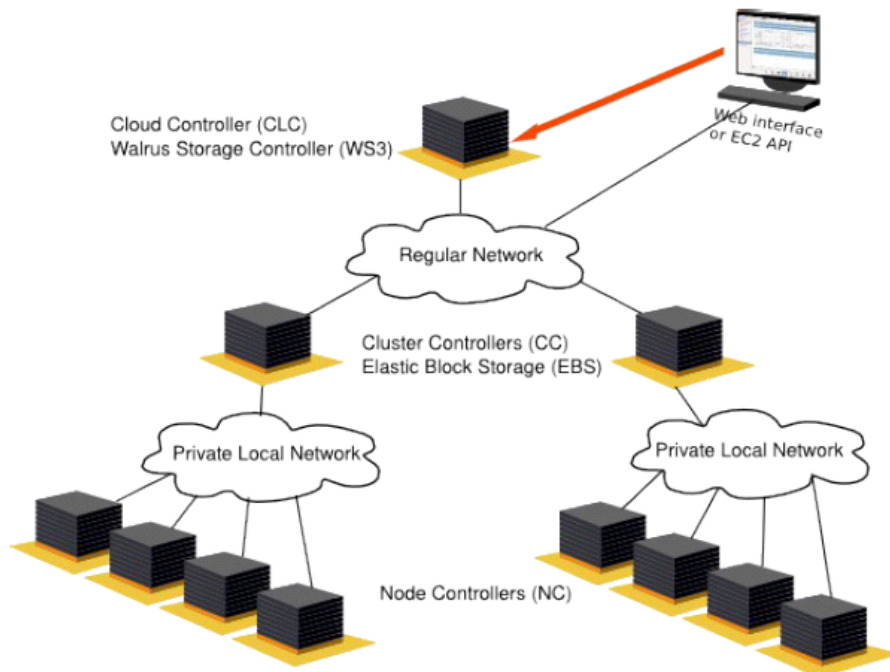 Cloud Controller (CLC)
Walrus Storage Controller (WS3)
Web interface
or EC2 API
Regular Network
Cluster Controllers (CC)
Elastic Block Storage (EBS)
Private Local Network
Private Local Network
Node Controllers (NC)